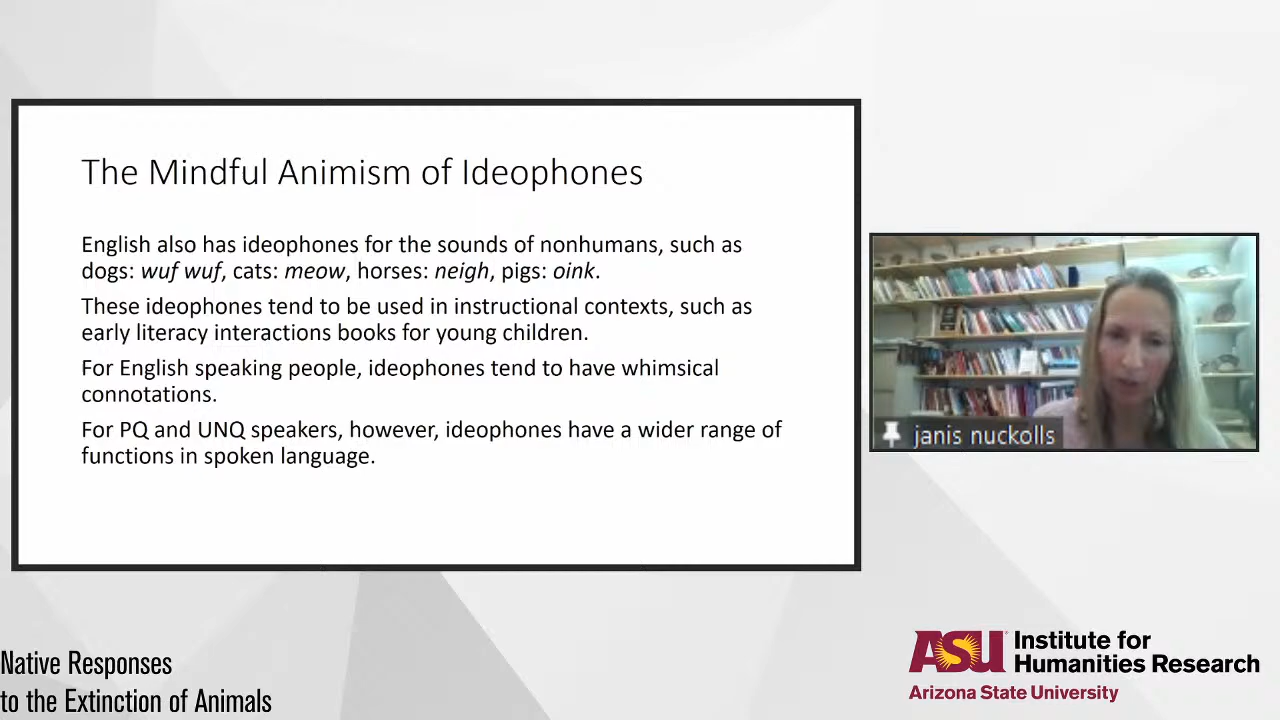 The Mindful Animism of Ideophones
English also has ideophones for the sounds of nonhumans, such as
dogs: wuf wuf, cats: meow, horses: neigh, pigs: oink.
These ideophones tend to be used in instructional contexts, such as
early literacy interactions books for young children.
For English speaking people, ideophones tend to have whimsical
connotations.
For PQ and UNQ speakers, however, ideophones have a wider range of
functions in spoken language.
janis nuckolls
Native Responses
to the Extinction of Animals
ASU Institute for
Humanities Research
Arizona State University